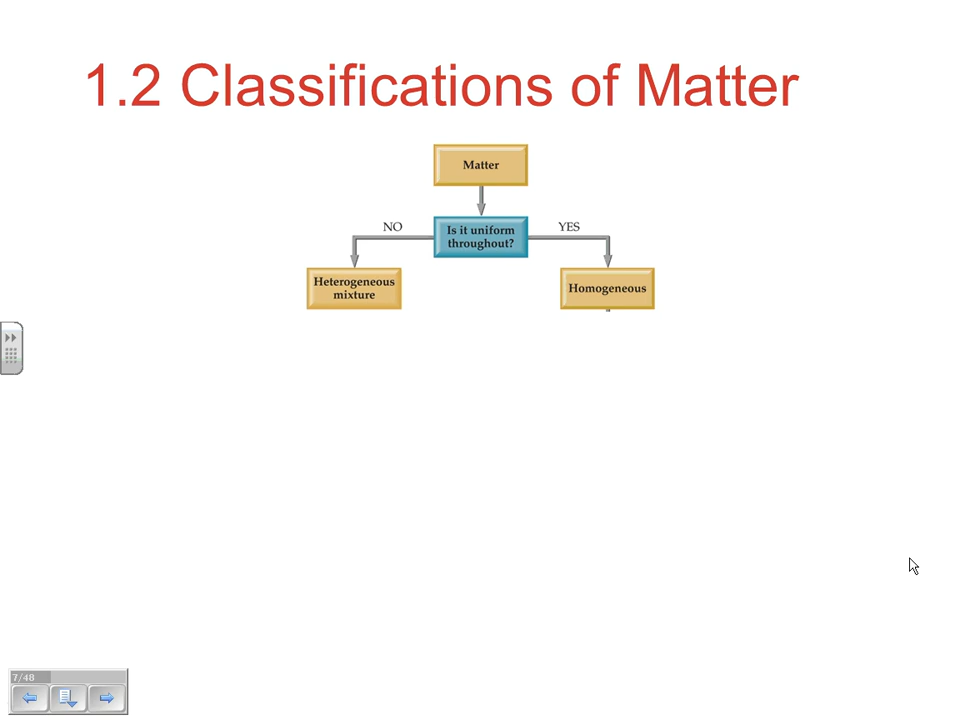 1.2 Classifications of Matter
Matter
NO
Is it uniform
throughout?
YES
Heterogeneous
mixture
Homogeneous
7/48